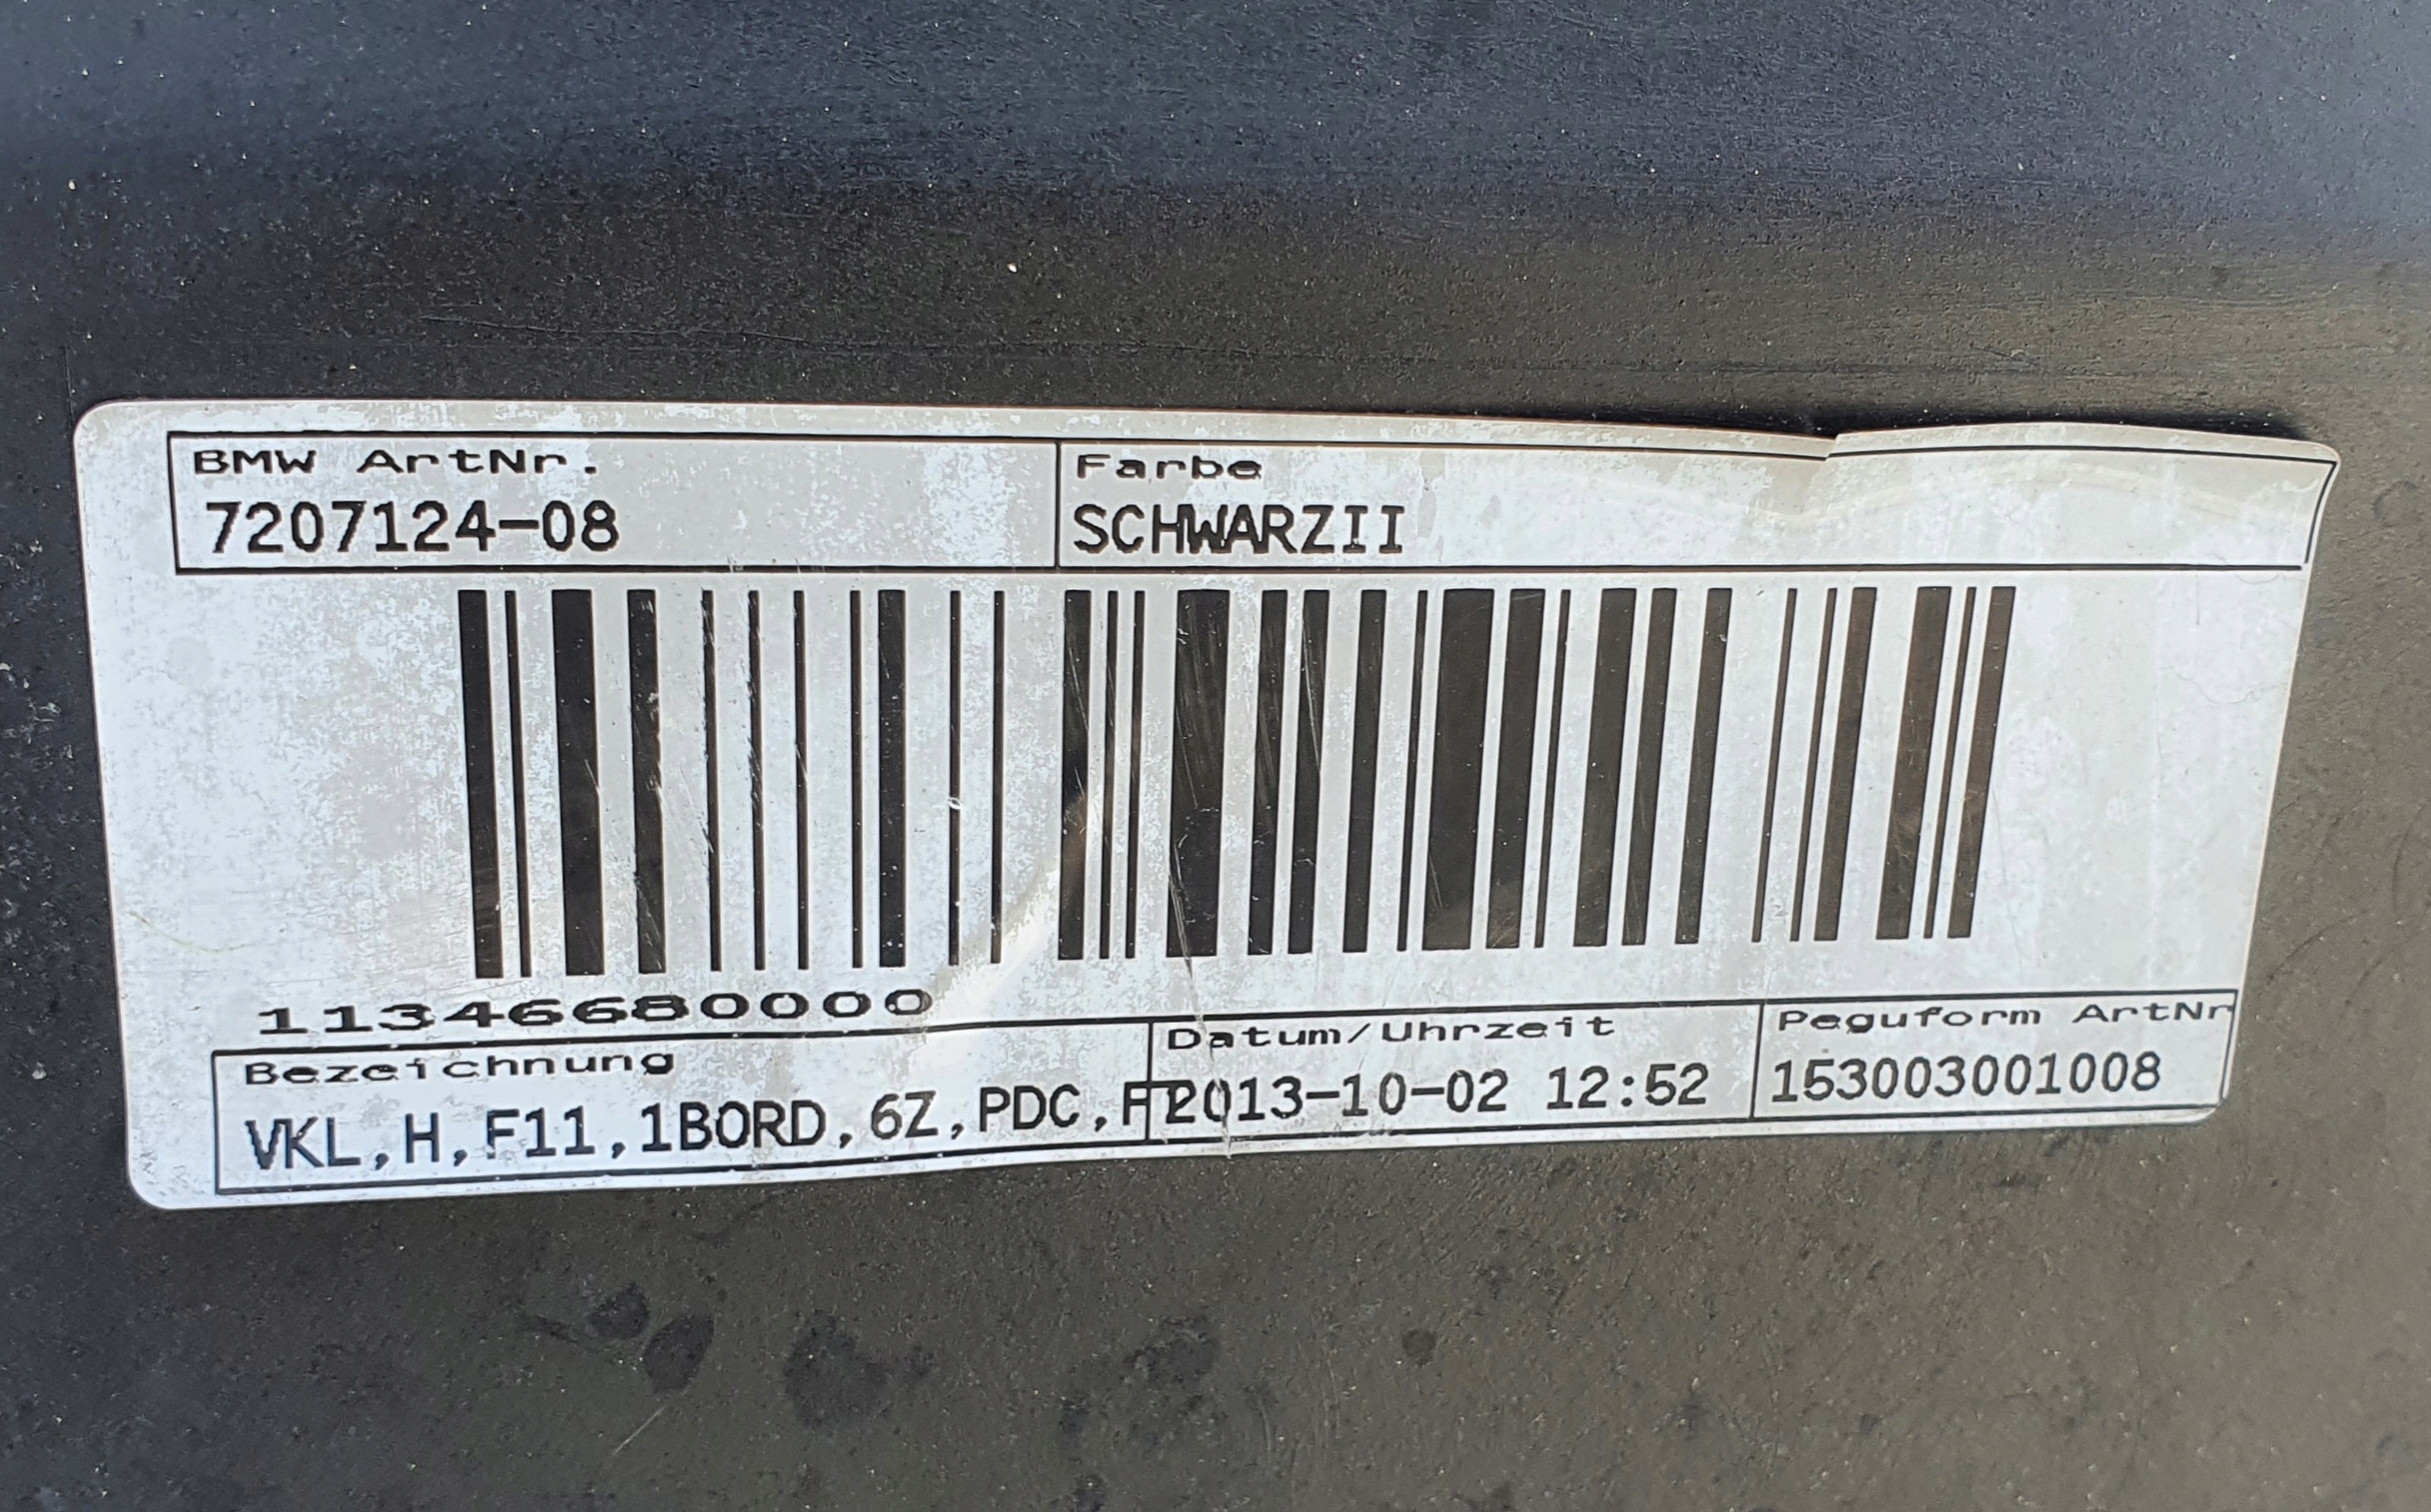 BMW ArtNr. Farbe
7207124-08 SCHWARZII
11346680000
Bezeichnung Datum/Uhrzeit Peguform ArtNr
VKL,H,F11,1BORD,6Z,PDC, 2013-10-02 12:52 153003001008